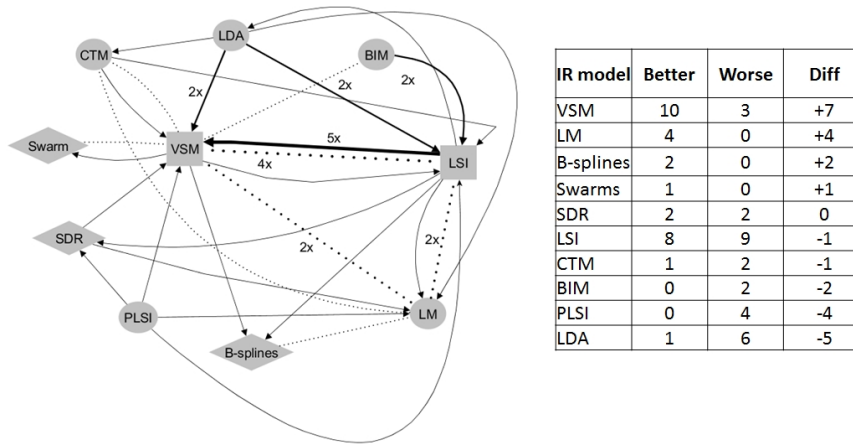 LDA
CTM
BIM
2x
2x
2x
5x
Swarm
VSM
4x
LSI
SDR
2x
2x
PLSI
LM
B-splines
IR model Better Worse Diff
VSM 10 3 +7
LM 4 0 +4
B-splines 2 0 +2
Swarms 1 0 +1
SDR 2 2 0
LSI 8 9 -1
CTM 1 2 -1
BIM 0 2 -2
PLSI 0 4 -4
LDA 1 6 -5